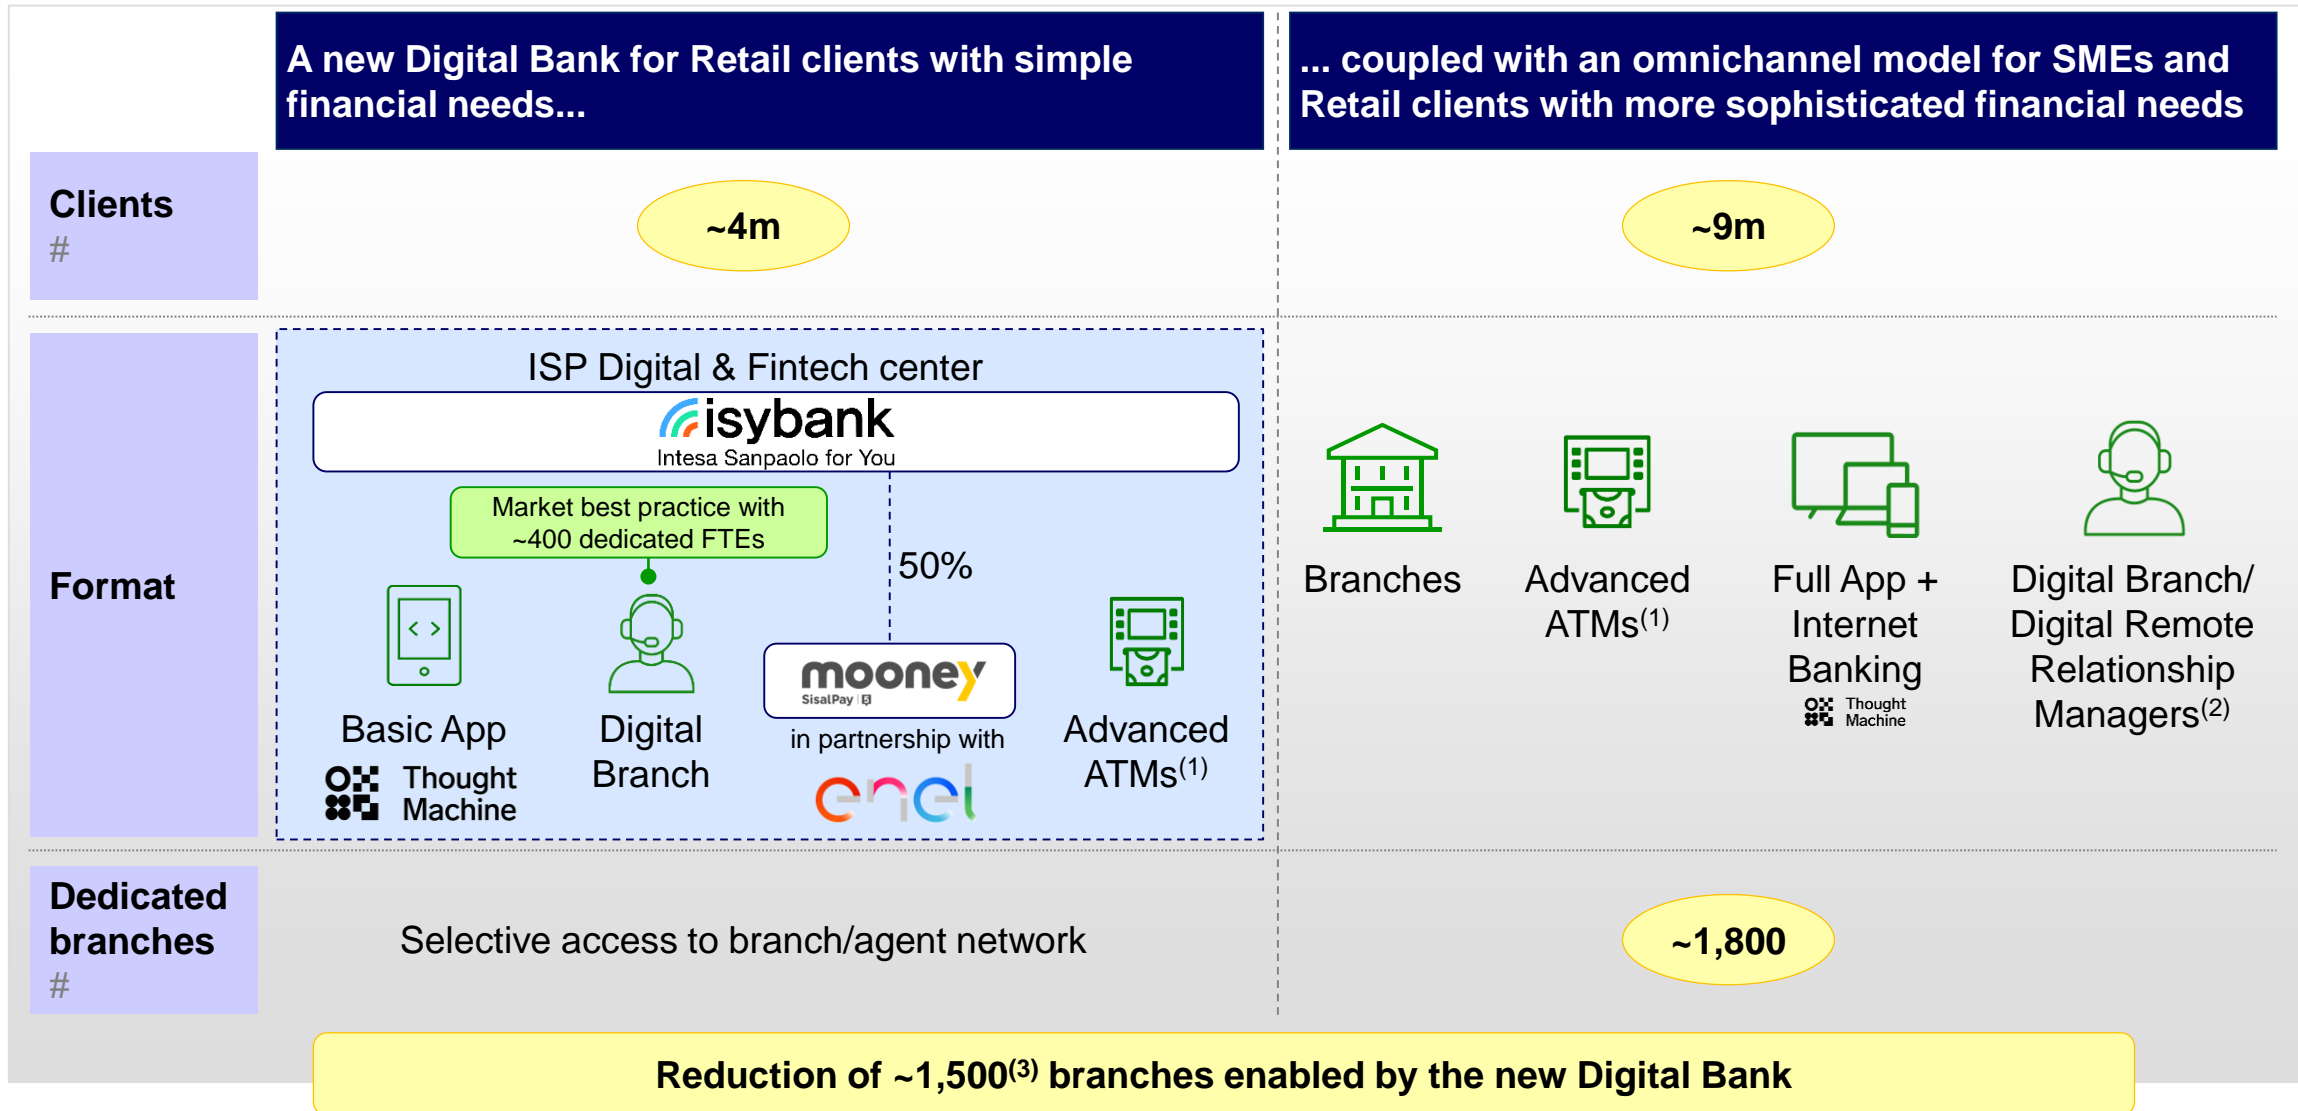 A new Digital Bank for Retail clients with simple
financial needs...
... coupled with an omnichannel model for SMEs and
Retail clients with more sophisticated financial needs
Clients
#
~4m
~9m
Format
ISP Digital & Fintech center
isybank
Intesa Sanpaolo for You
Market best practice with
~400 dedicated FTEs
50%
Basic App
Thought
Machine
Digital
Branch
mooney
SisalPay | 5
in partnership with
enel
Advanced
ATMs(1)
Branches
Advanced
ATMs(1)
Full App +
Internet
Banking
Thought
Machine
Digital Branch/
Digital Remote
Relationship
Managers(2)
Dedicated
branches
#
Selective access to branch/agent network
~1,800
Reduction of ~1,500(3) branches enabled by the new Digital Bank